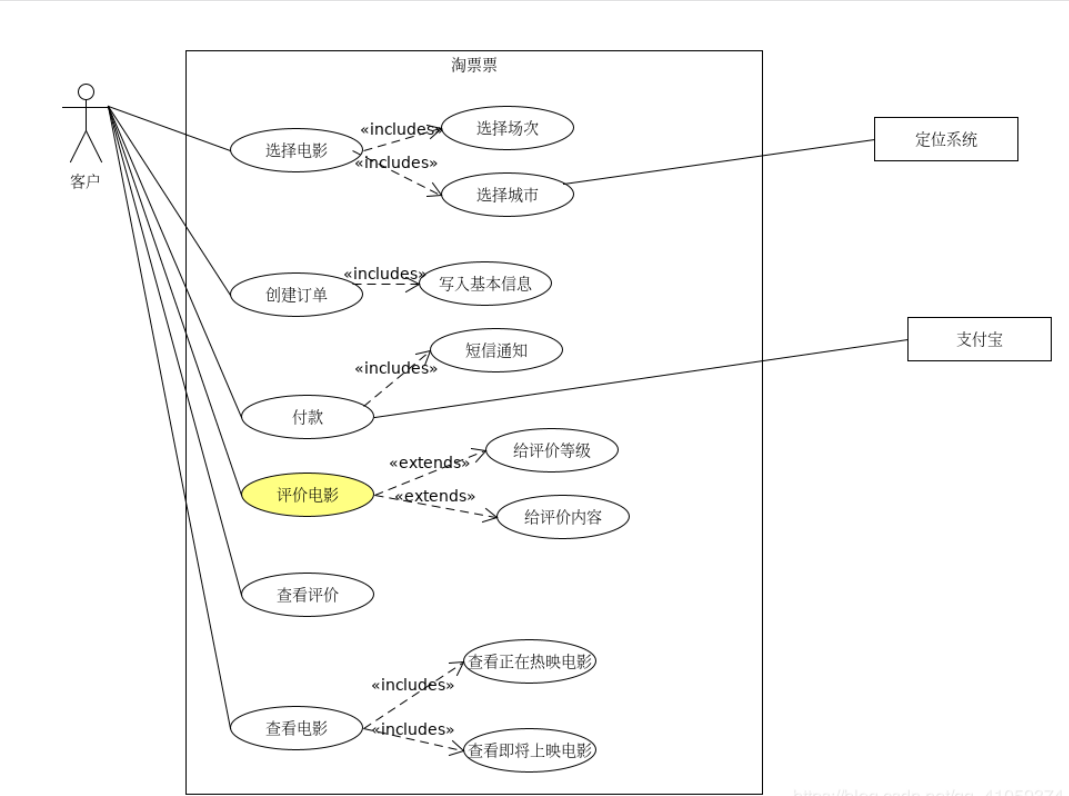 淘票票
客户
选择电影
«includes»
选择场次
«includes»
选择城市
定位系统
创建订单
«includes»
写入基本信息
支付宝
短信通知
«includes»
付款
给评价等级
«extends»
评价电影
«extends»
给评价内容
查看评价
查看正在热映电影
«includes»
查看电影
«includes»
查看即将上映电影